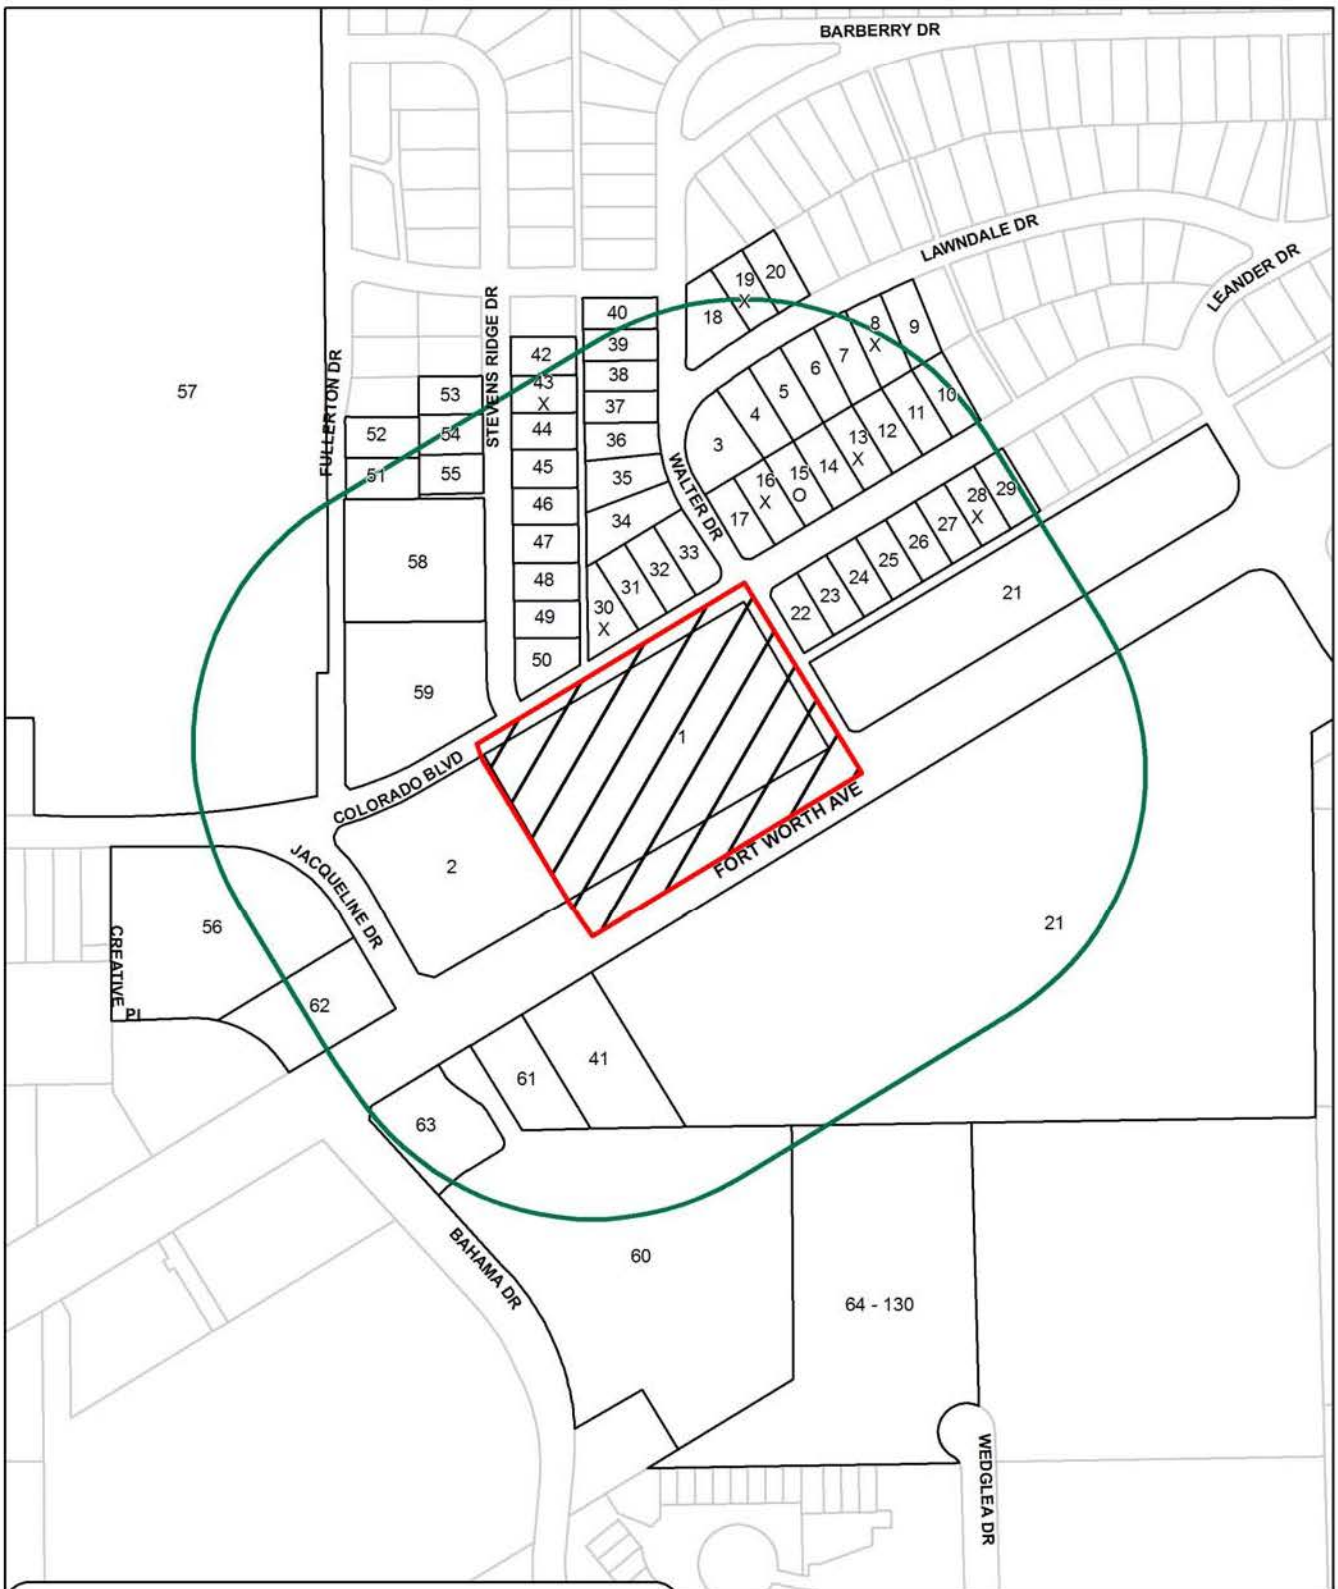 BARBERRY DR
LAWNDALE DR
LEANDER DR
19
X
20
18
40
8
X
9
39
7
42
6
38
43
X
5
10
57
FULLERTON DR
STEVENS RIDGE DR
53
37
4
11
44
36
3
12
13
X
52
54
45
14
51
55
35
15
O
16
X
46
WALTER DR
17
29
28
X
34
27
47
33
26
58
32
25
48
31
24
21
30
X
23
49
22
50
59
1
COLORADO BLVD
FORT WORTH AVE
JACQUELINE DR
2
56
21
CREATIVE
Pl
62
41
61
63
BAHAMA DR
60
64 - 130
WEDGLEA DR